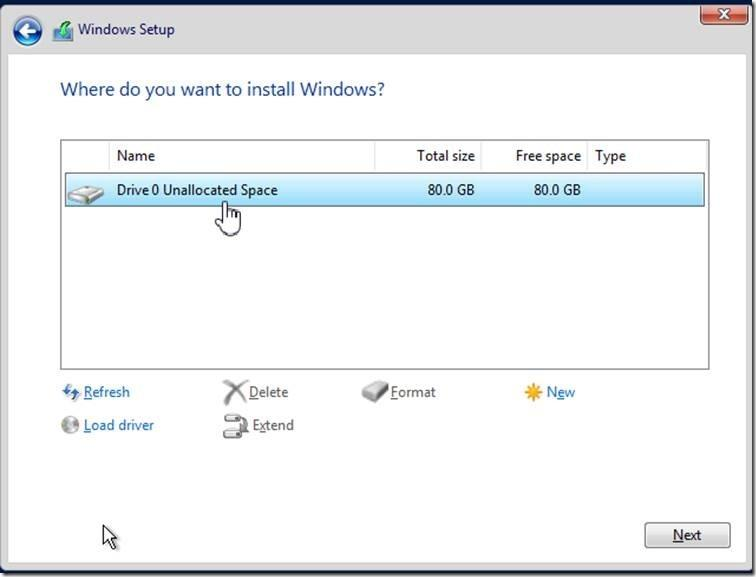 Windows Setup
Where do you want to install Windows?
Name Total size Free space Type
Drive 0 Unallocated Space 80.0 GB 80.0 GB
Refresh Delete Format New
Load driver Extend
Next